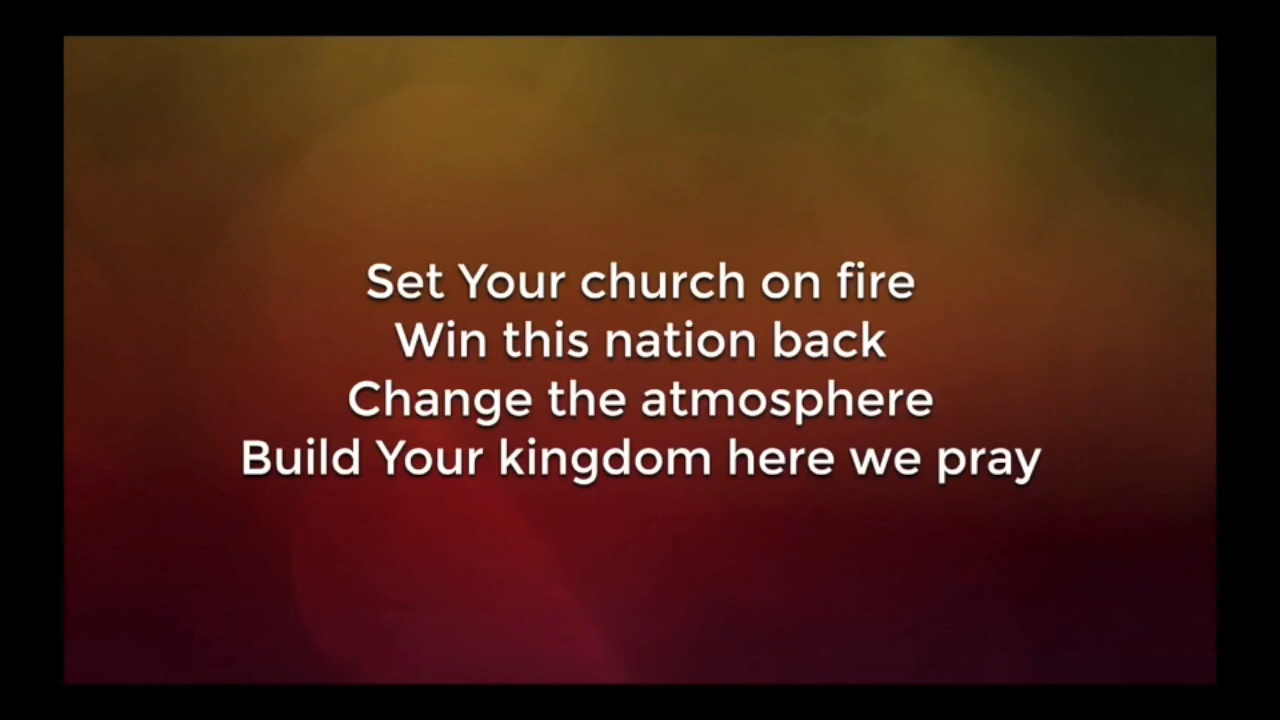 Set Your church on fire
Win this nation back
Change the atmosphere
Build Your kingdom here we pray